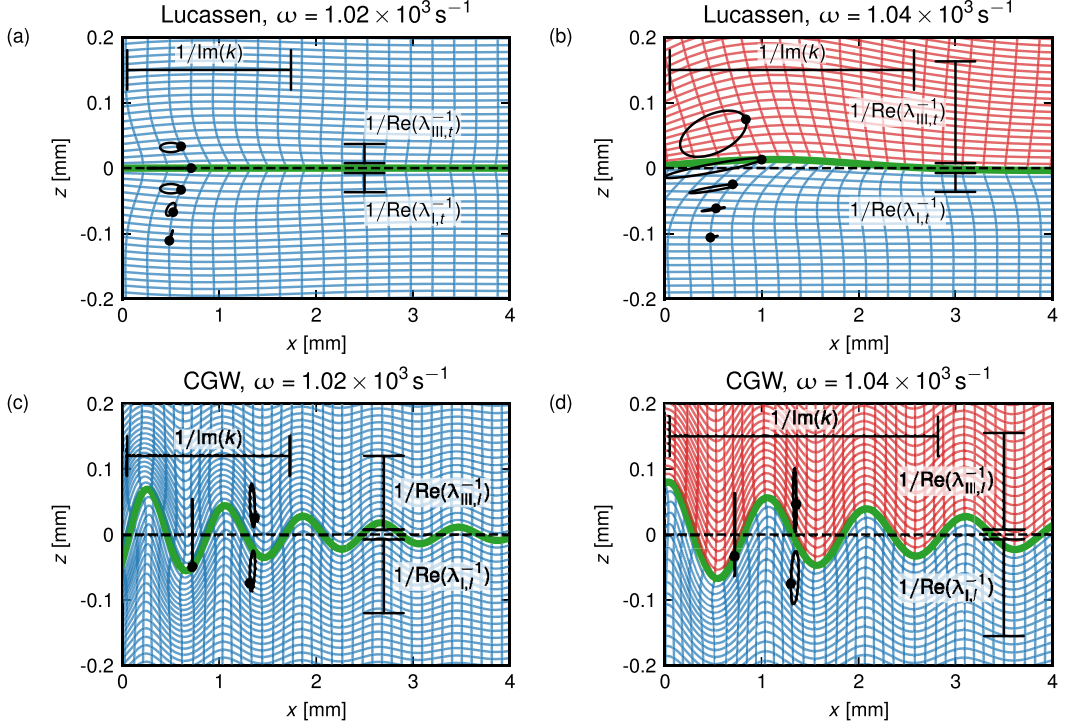 Lucassen, ω = 1.02 × 10³ s⁻¹
(a)
0.2
0.1
0
-0.1
-0.2
z [mm]
1/Im(k)
1/Re(λ⁻¹III,t)
1/Re(λ⁻¹I,t)
0 1 2 3 4
x [mm]
Lucassen, ω = 1.04 × 10³ s⁻¹
(b)
0.2
0.1
0
-0.1
-0.2
z [mm]
1/Im(k)
1/Re(λ⁻¹III,t)
1/Re(λ⁻¹I,t)
0 1 2 3 4
x [mm]
CGW, ω = 1.02 × 10³ s⁻¹
(c)
0.2
0.1
0
-0.1
-0.2
z [mm]
1/Im(k)
1/Re(λ⁻¹III,l)
1/Re(λ⁻¹I,l)
0 1 2 3 4
x [mm]
CGW, ω = 1.04 × 10³ s⁻¹
(d)
0.2
0.1
0
-0.1
-0.2
z [mm]
1/Im(k)
1/Re(λ⁻¹III,l)
1/Re(λ⁻¹I,l)
0 1 2 3 4
x [mm]